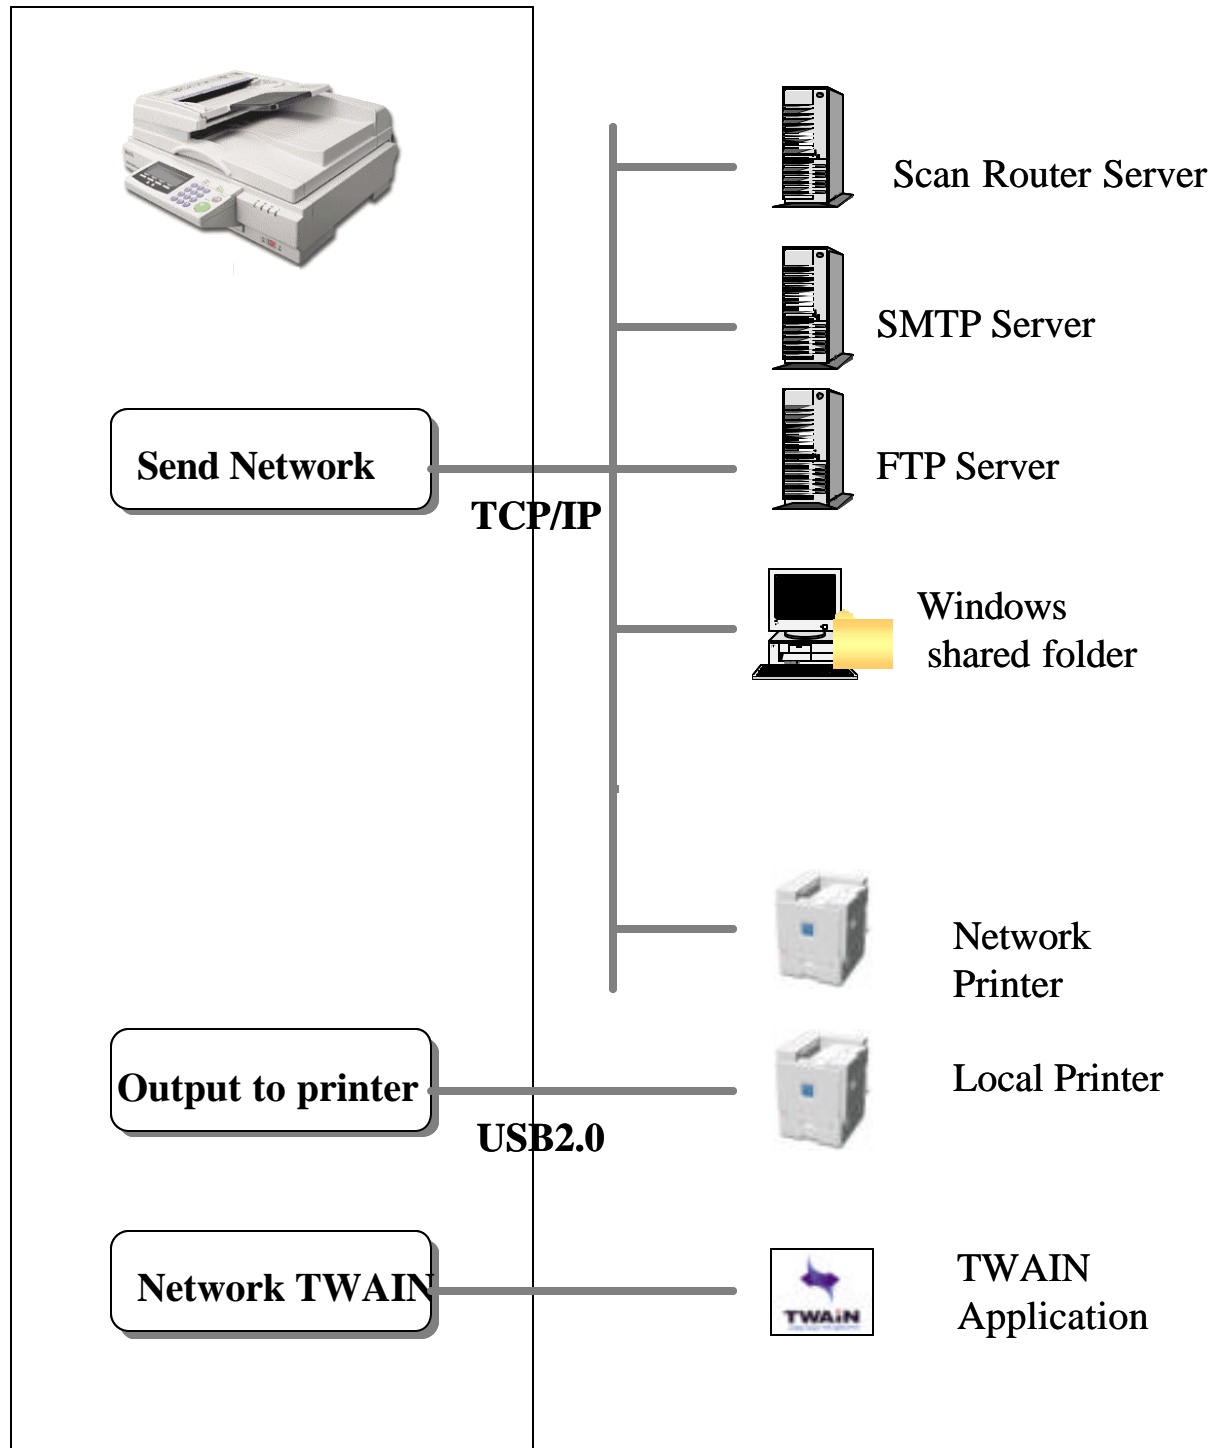 Scan Router Server
SMTP Server
Send Network
FTP Server
TCP/IP
Windows
shared folder
Network
Printer
Output to printer
Local Printer
USB2.0
Network TWAIN
TWAIN
TWAIN
Application